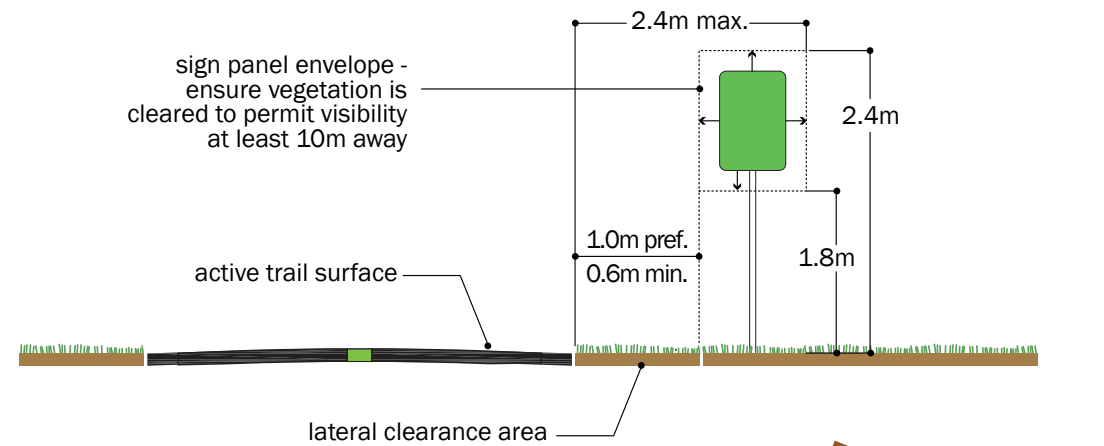 2.4m max.
sign panel envelope -
ensure vegetation is
cleared to permit visibility
at least 10m away
2.4m
1.0m pref.
0.6m min.
1.8m
active trail surface
lateral clearance area